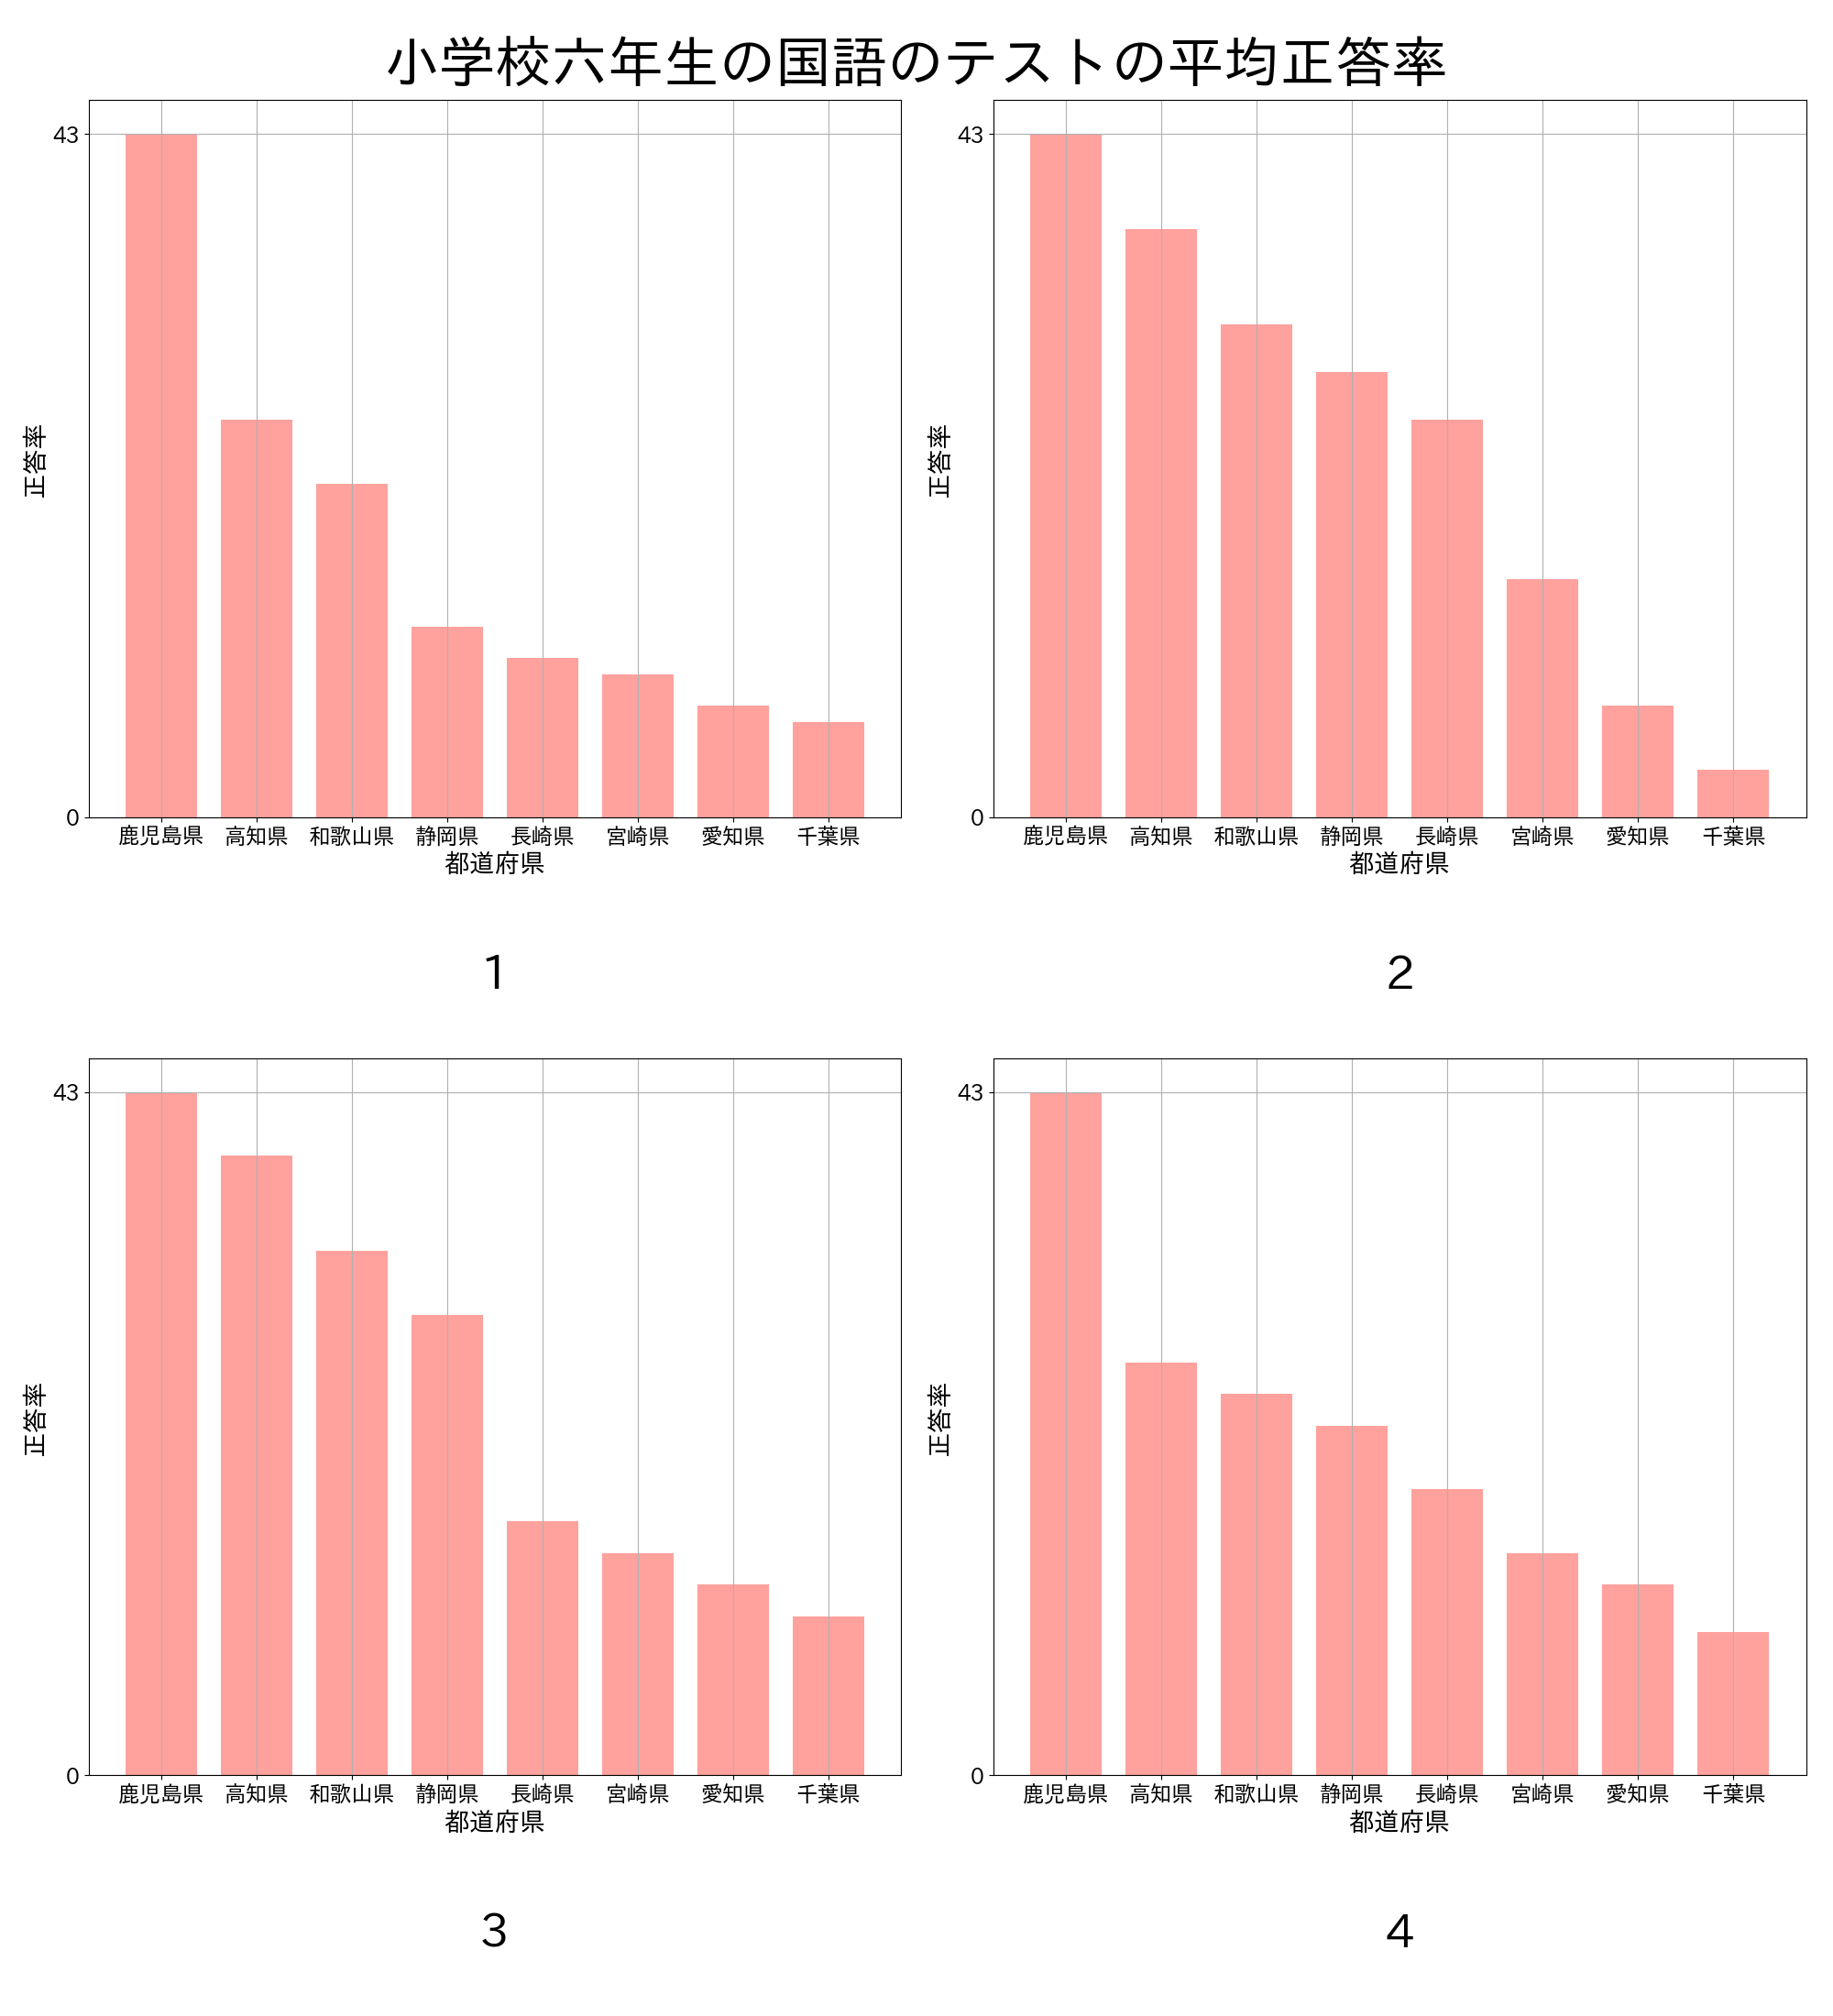 小学校六年生の国語のテストの平均正答率
43
0
正答率
鹿児島県 高知県 和歌山県 静岡県 長崎県 宮崎県 愛知県 千葉県
都道府県
1
43
0
正答率
鹿児島県 高知県 和歌山県 静岡県 長崎県 宮崎県 愛知県 千葉県
都道府県
2
43
0
正答率
鹿児島県 高知県 和歌山県 静岡県 長崎県 宮崎県 愛知県 千葉県
都道府県
3
43
0
正答率
鹿児島県 高知県 和歌山県 静岡県 長崎県 宮崎県 愛知県 千葉県
都道府県
4